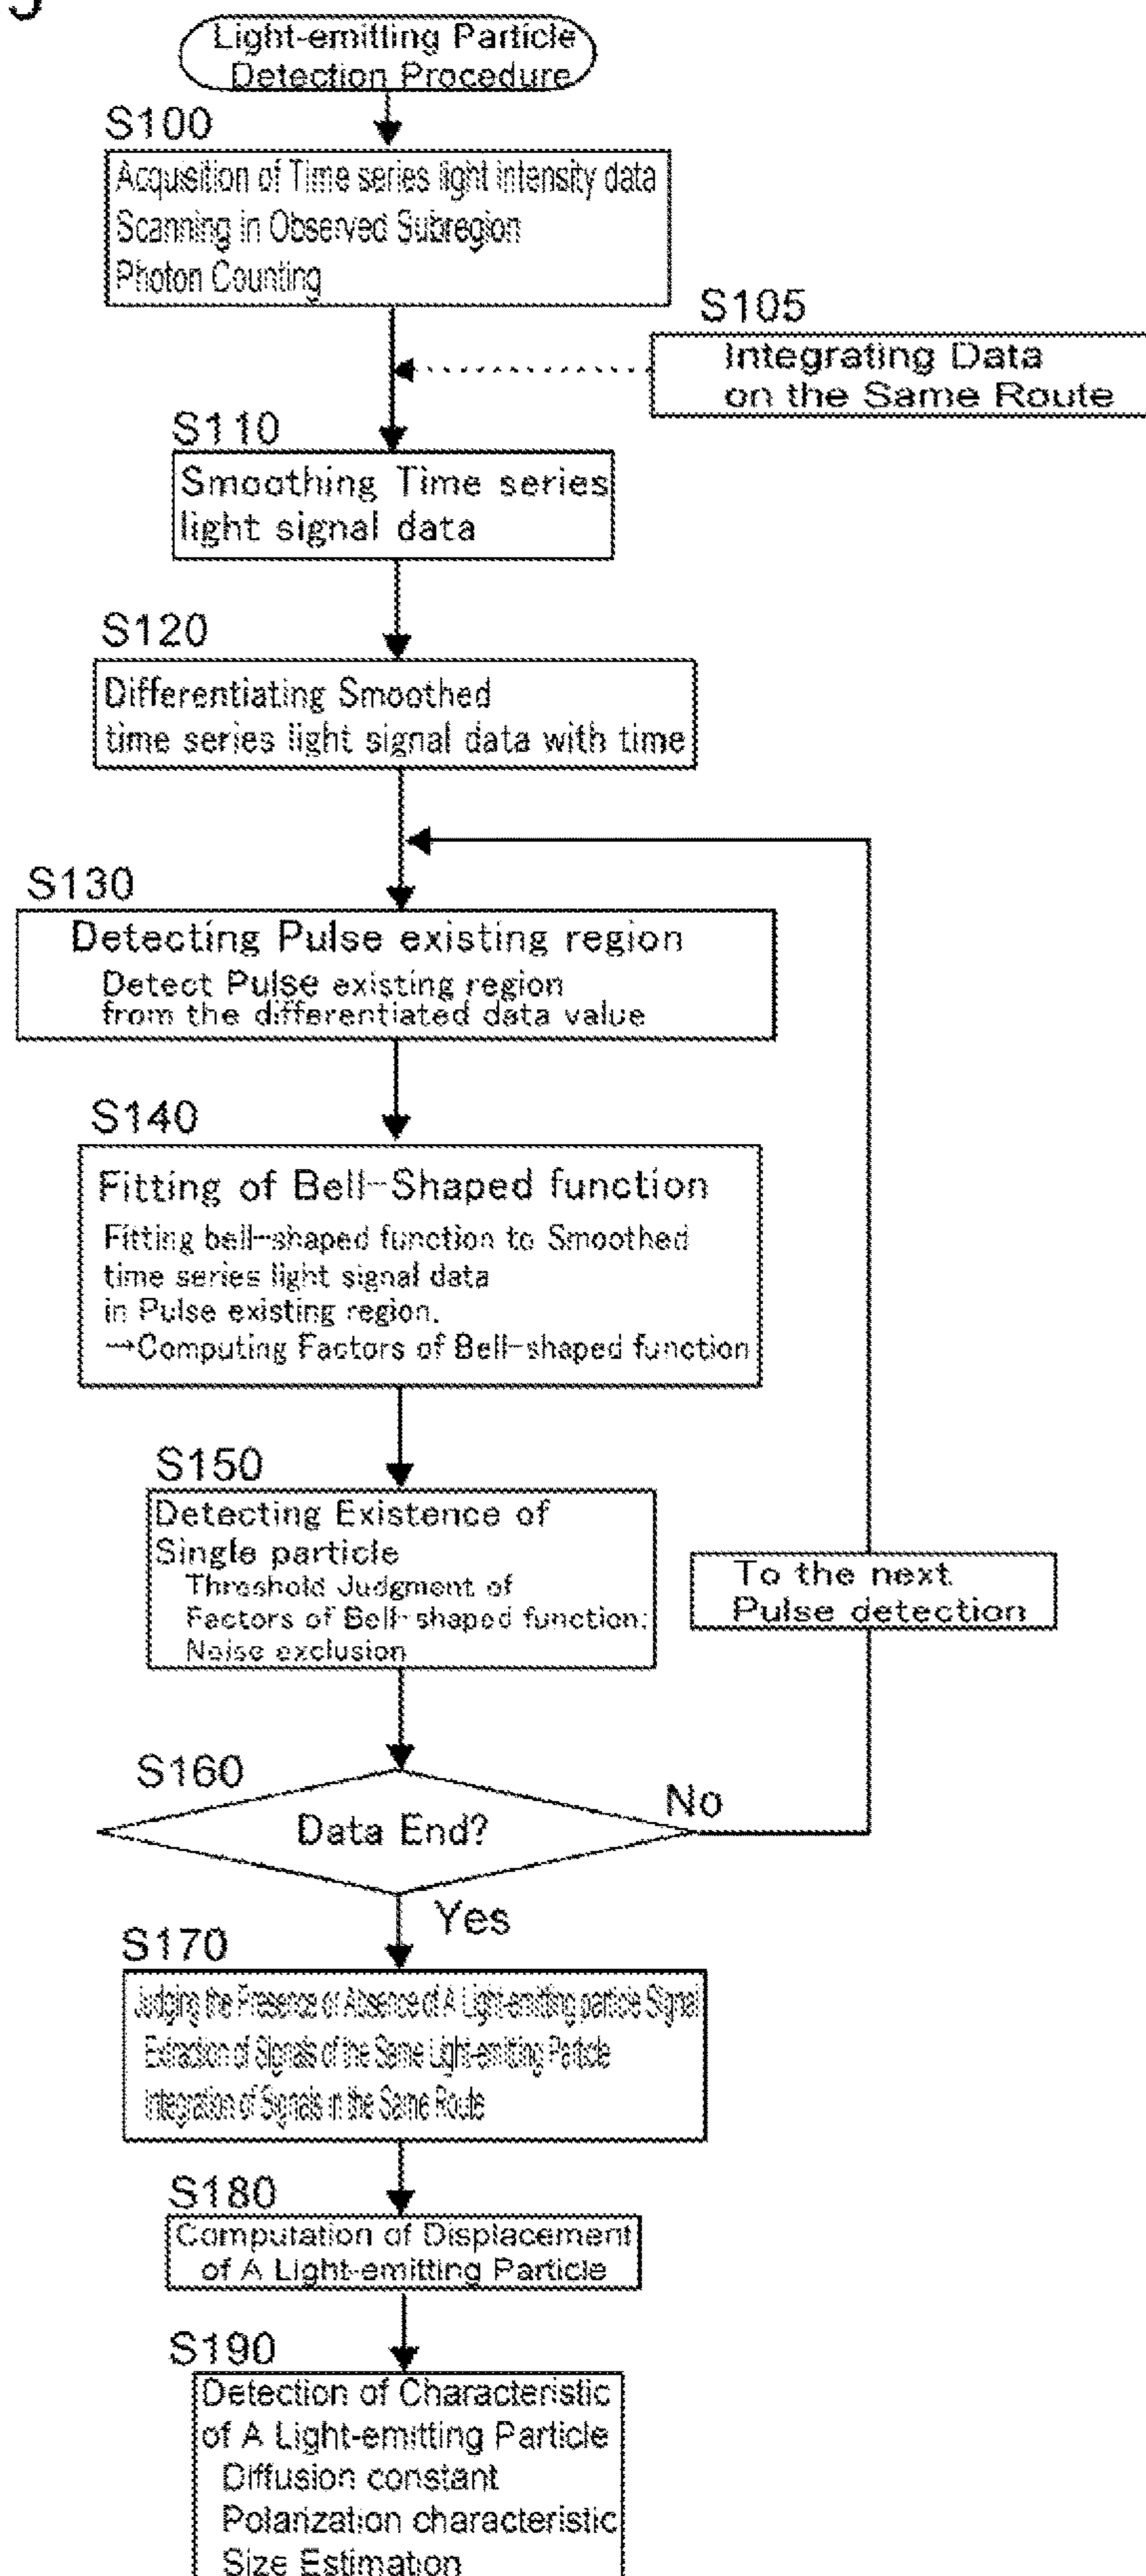 Light-emitting Particle
Detection Procedure
S100
Acquisition of Time series light intensity data
Scanning in Observed Subregion
Photon Counting
S105
Integrating Data
on the Same Route
S110
Smoothing Time series
light signal data
S120
Differentiating Smoothed
time series light signal data with time
S130
Detecting Pulse existing region
Detect Pulse existing region
from the differentiated data value
S140
Fitting of Bell-Shaped function
Fitting bell-shaped function to Smoothed
time series light signal data
in Pulse existing region.
→Computing Factors of Bell-shaped function
S150
Detecting Existence of
Single particle
Threshold Judgment of
Factors of Bell-shaped function:
Noise exclusion
To the next
Pulse detection
S160
Data End?
No
Yes
S170
Judging the Presence or Absence of A Light-emitting particle Signal
Extraction of Signals of the Same Light-emitting Particle
Integration of Signals in the Same Route
S180
Computation of Displacement
of A Light-emitting Particle
S190
Detection of Characteristic
of A Light-emitting Particle
Diffusion constant
Polarization characteristic
Size Estimation